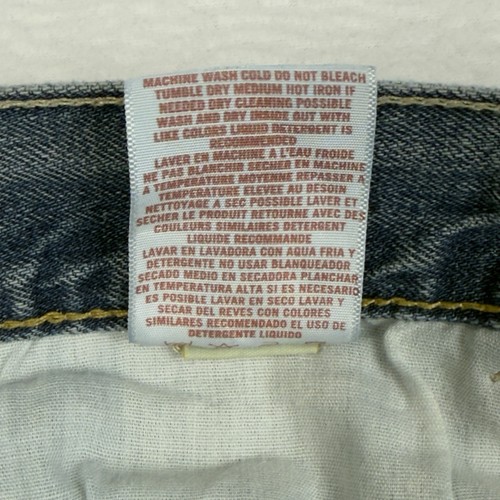 MACHINE WASH COLD DO NOT BLEACH
TUMBLE DRY MEDIUM HOT IRON IF
NEEDED DRY CLEANING POSSIBLE
WASH AND DRY INSIDE OUT WITH
LIKE COLORS LIQUID DETERGENT IS
RECOMMENDED
LAVER EN MACHINE A L'EAU FROIDE
NE PAS BLANCHIR SECHER EN MACHINE
A TEMPERATURE MOYENNE REPASSER A
TEMPERATURE ELEVEE AU BESOIN
NETTOYAGE A SEC POSSIBLE LAVER ET
SECHER LE PRODUIT RETOURNE AVEC DES
COULEURS SIMILAIRES DETERGENT
LIQUIDE RECOMMANDE
LAVAR EN LAVADORA CON AQUA FRIA Y
DETERGENTE NO USAR BLANQUEADOR
SECADO MEDIO EN SECADORA PLANCHAR
EN TEMPERATURA ALTA SI ES NECESARIO
ES POSIBLE LAVAR EN SECO LAVAR Y
SECAR DEL REVES CON COLORES
SIMILARES RECOMENDADO EL USO DE
DETERGENTE LIQUIDO